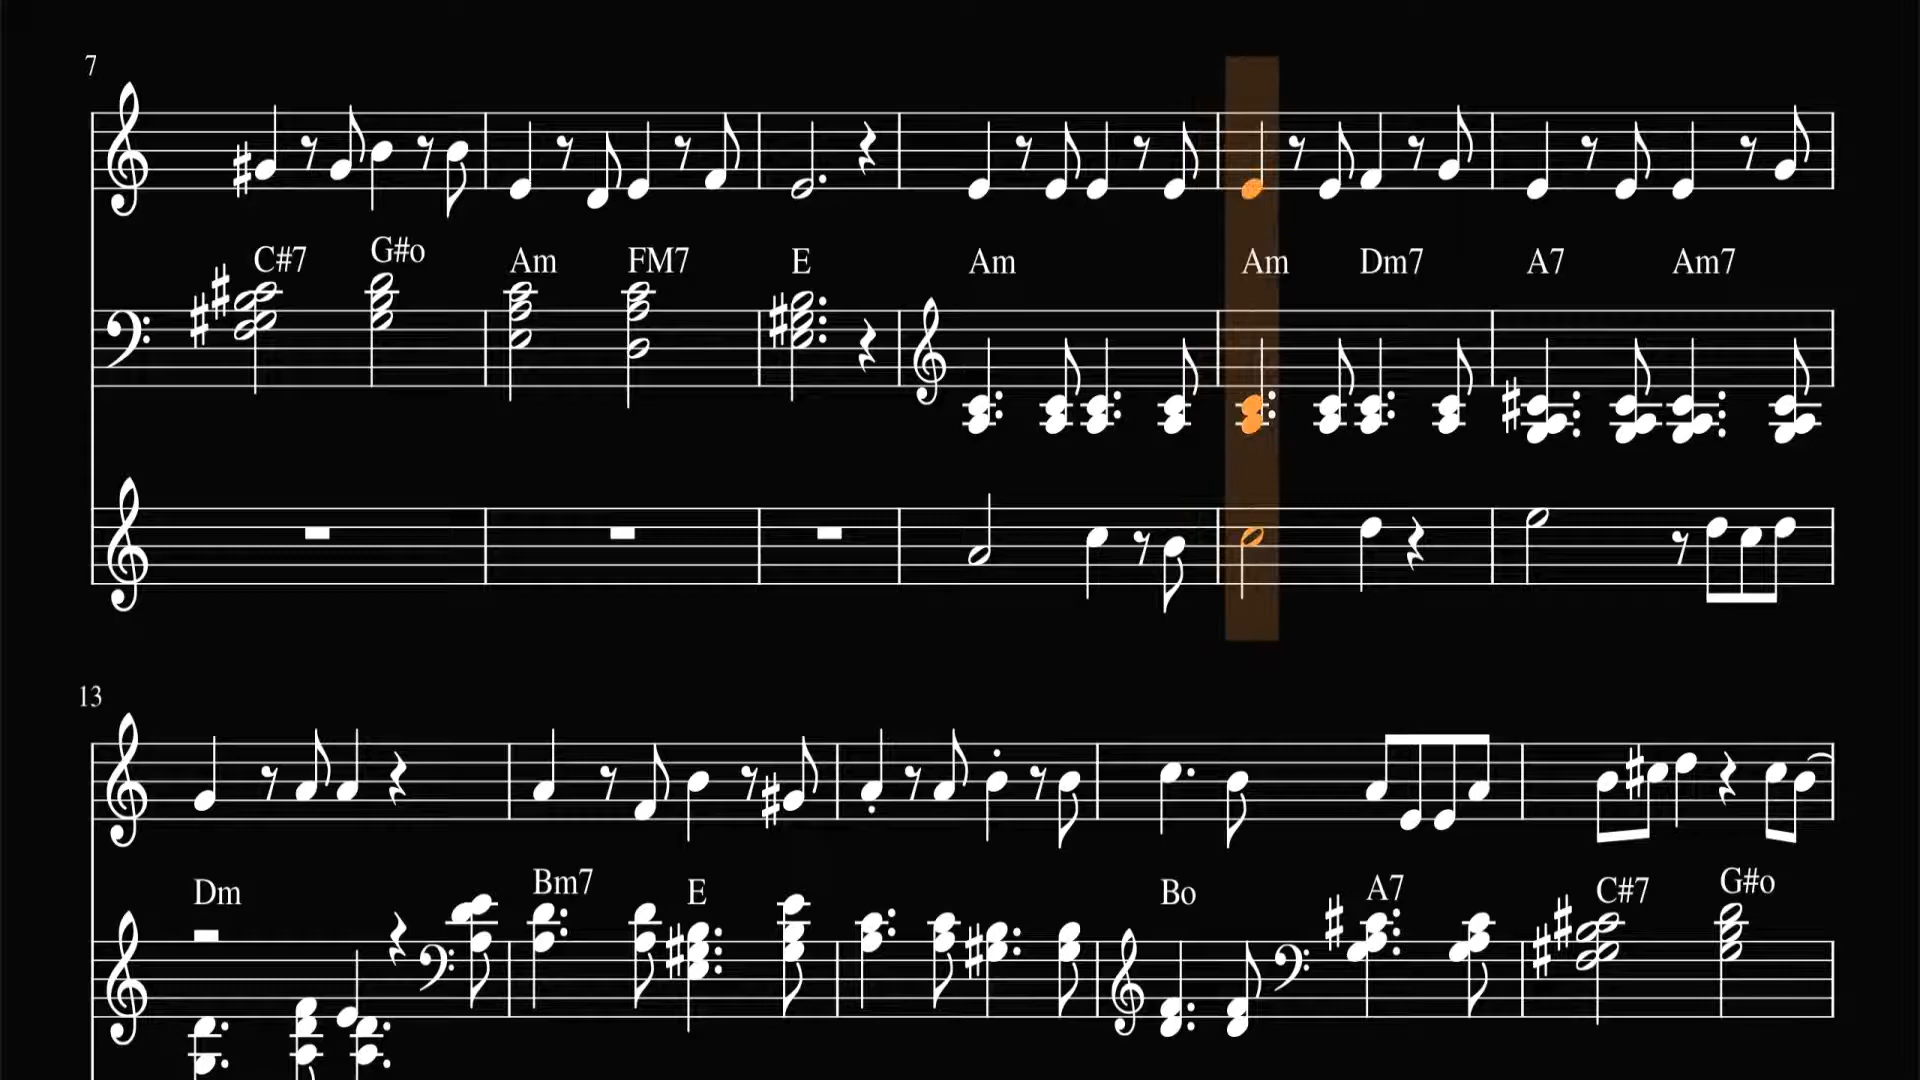 7
C#7 G#o Am FM7 E Am Am Dm7 A7 Am7
13
Dm Bm7 E Bo A7 C#7 G#o